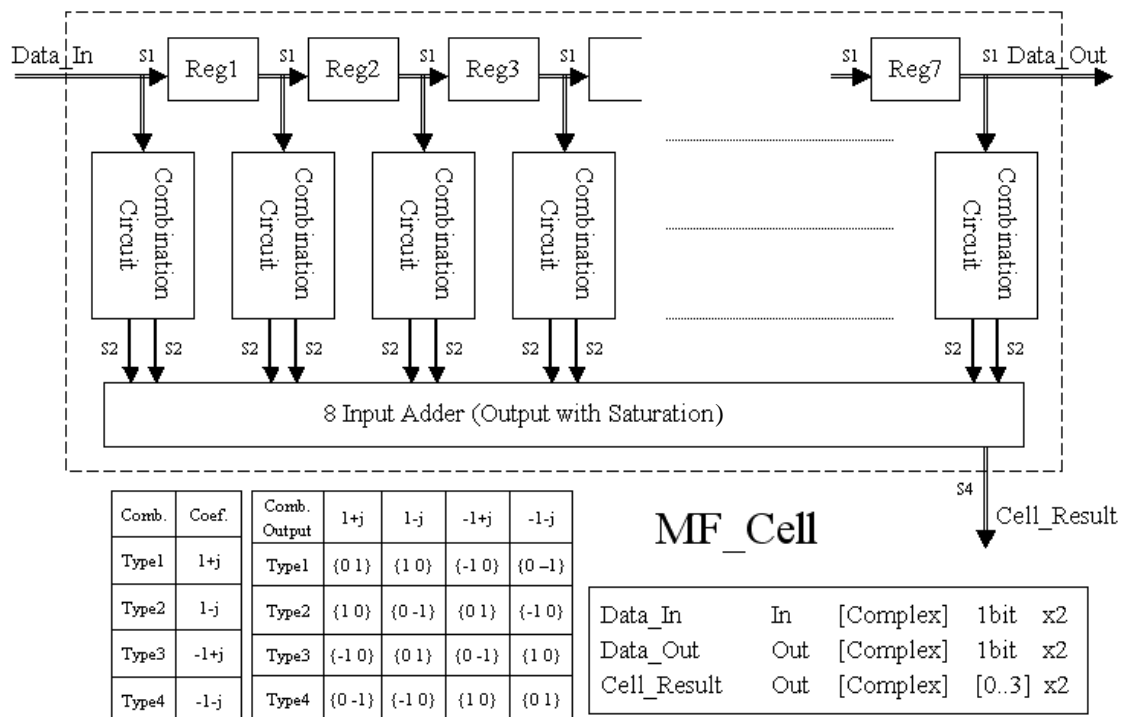 Data_In S1 Reg1 S1 Reg2 S1 Reg3 S1 S1 Reg7 S1 Data_Out
Combination Circuit
Combination Circuit
Combination Circuit
Combination Circuit
Combination Circuit
S2 S2 S2 S2 S2 S2 S2 S2 S2 S2
8 Input Adder (Output with Saturation)
S4
Cell_Result
MF_Cell
Comb. Coef.
Type1 1+j
Type2 1-j
Type3 -1+j
Type4 -1-j
Comb. Output 1+j 1-j -1+j -1-j
Type1 {0 1} {1 0} {-1 0} {0 –1}
Type2 {1 0} {0 -1} {0 1} {-1 0}
Type3 {-1 0} {0 1} {0 -1} {1 0}
Type4 {0 -1} {-1 0} {1 0} {0 1}
Data_In In [Complex] 1bit x2
Data_Out Out [Complex] 1bit x2
Cell_Result Out [Complex] [0..3] x2